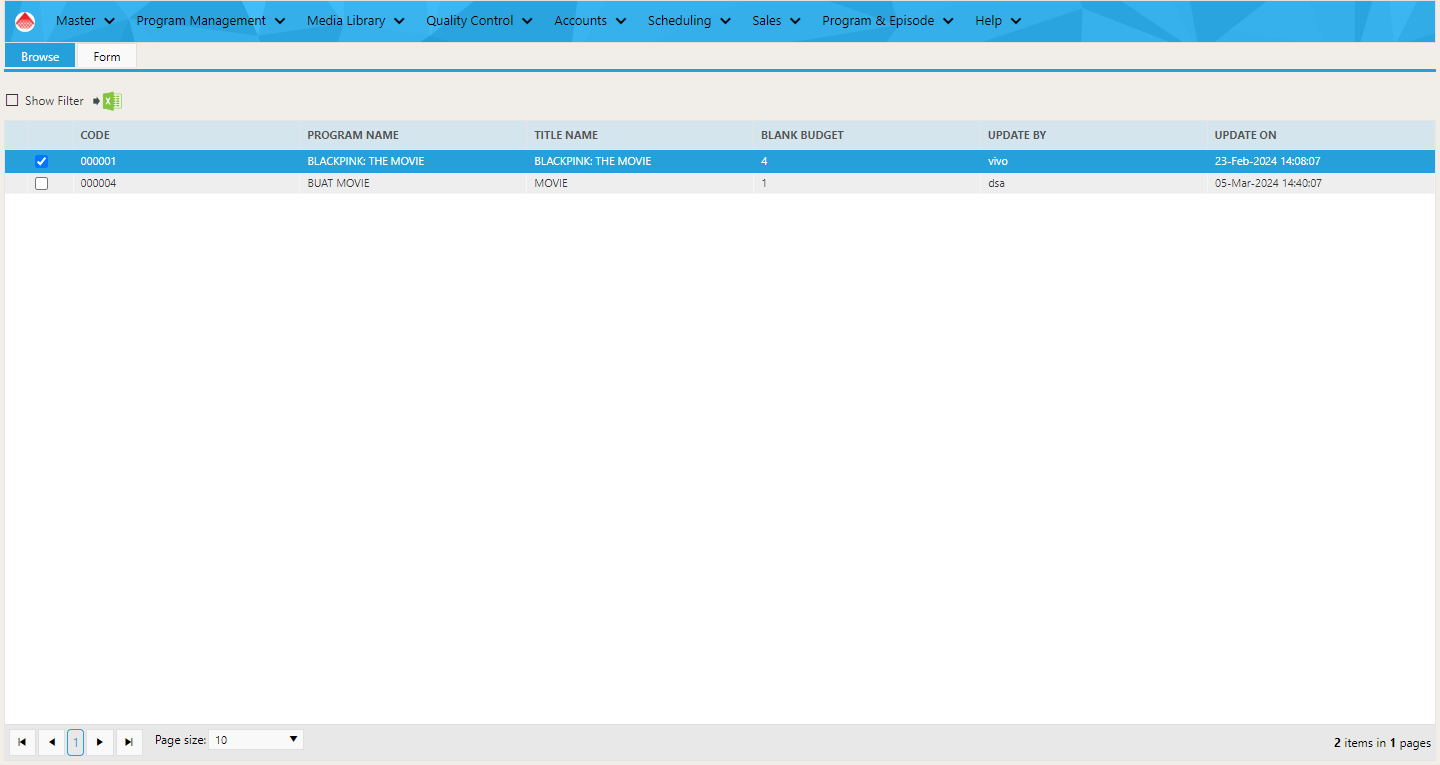 Master Program Management Media Library Quality Control Accounts Scheduling Sales Program & Episode Help
Browse Form
Show Filter
CODE PROGRAM NAME TITLE NAME BLANK BUDGET UPDATE BY UPDATE ON
000001 BLACKPINK: THE MOVIE BLACKPINK: THE MOVIE 4 vivo 23-Feb-2024 14:08:07
000004 BUAT MOVIE MOVIE 1 dsa 05-Mar-2024 14:40:07
1 Page size: 10 2 items in 1 pages